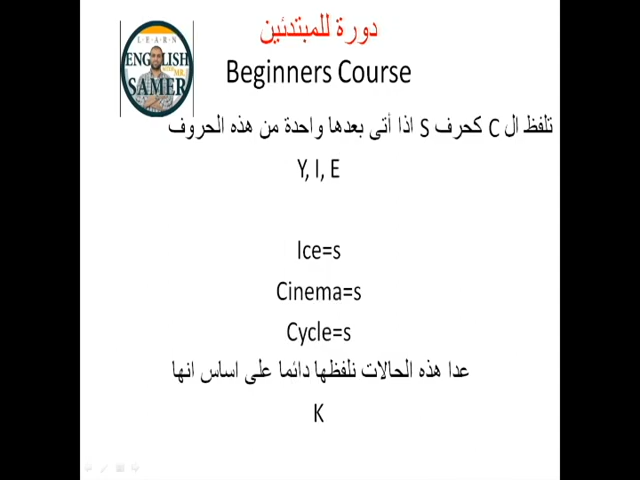 دورة للمبتدئين
LEARN
ENGLISH
SAMER
Beginners Course
تلفظ ال C كحرف S اذا أتى بعدها واحدة من هذه الحروف
Y, I, E
Ice=s
Cinema=s
Cycle=s
عدا هذه الحالات نلفظها دائما على اساس انها
K